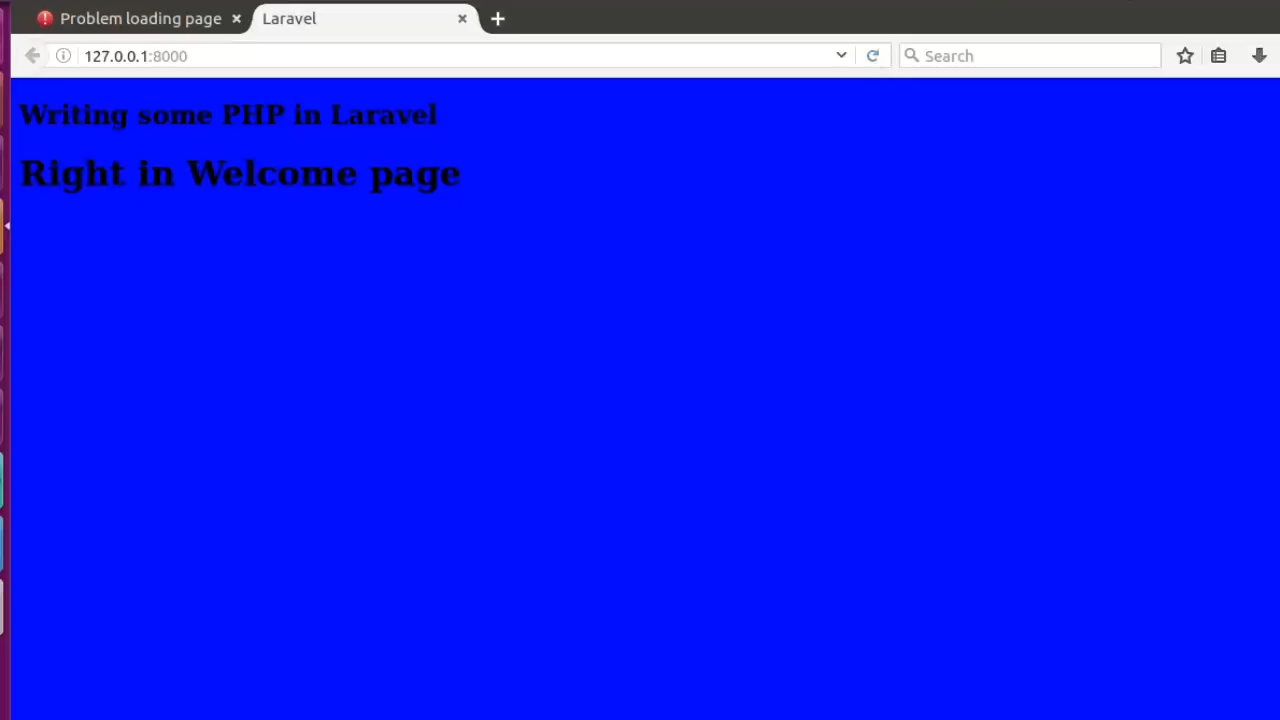 Problem loading page
Laravel
127.0.0.1:8000
Search
Writing some PHP in Laravel
Right in Welcome page